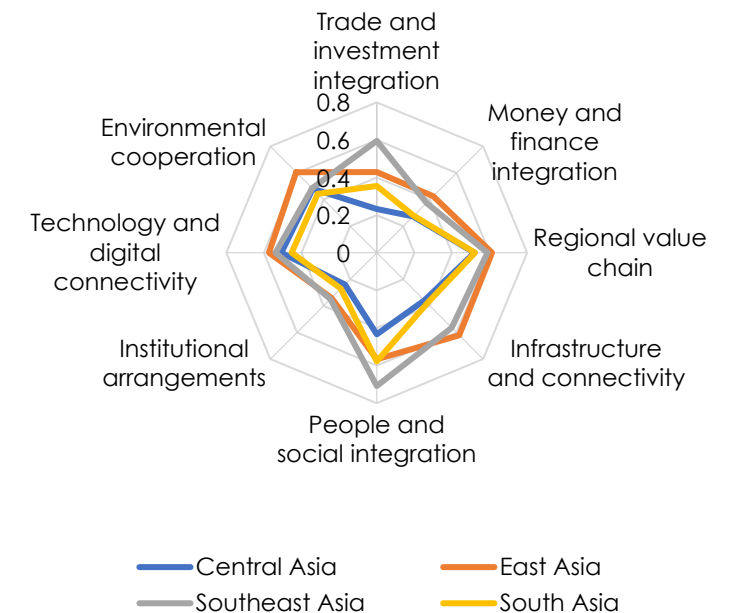 Trade and
investment
integration
0.8
0.6
0.4
0.2
0
Money and
finance
integration
Regional value
chain
Infrastructure
and connectivity
People and
social integration
Institutional
arrangements
Technology and
digital
connectivity
Environmental
cooperation
Central Asia
East Asia
Southeast Asia
South Asia